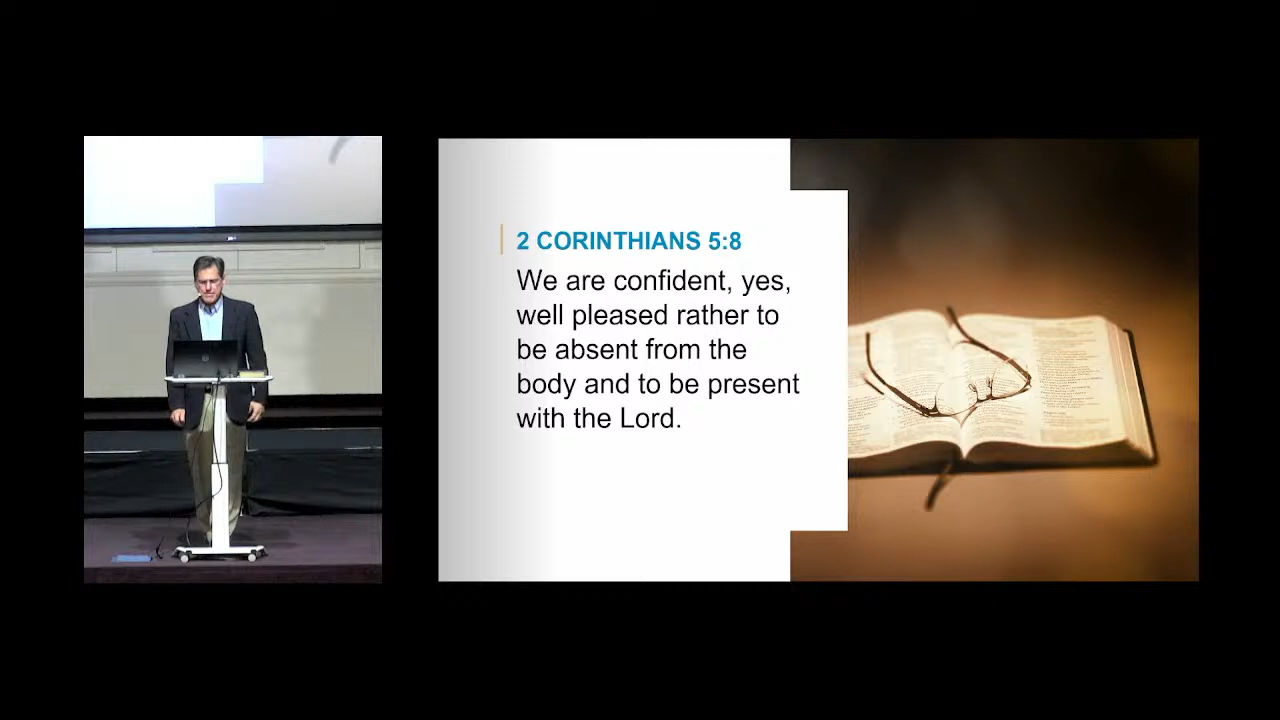 2 CORINTHIANS 5:8
We are confident, yes,
well pleased rather to
be absent from the
body and to be present
with the Lord.